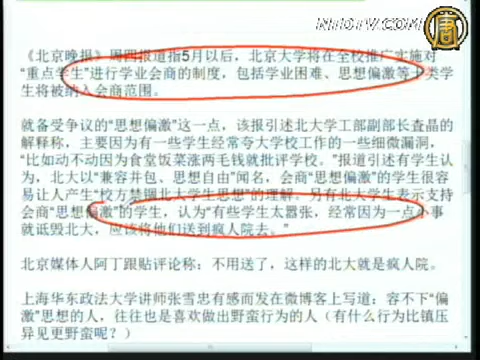 NTDTV.COM
唐
《北京晚报》周四报道指5月以后，北京大学将在全校推广实施对
“重点学生”进行学业会商的制度，包括学业困难、思想偏激等十类学
生将被纳入会商范围。
就备受争议的“思想偏激”这一点，该报引述北大学工部副部长查晶的
解释称，主要因为有一些学生经常夸大学校工作的一些细微漏洞，
“比如动不动因为食堂饭菜涨两毛钱就批评学校。”报道引述有学生认
为，北大以“兼容并包、思想自由”闻名，会商“思想偏激”的学生很容
易让人产生“校方禁锢北大学生思想”的理解。另有北大学生表示支持
会商“思想偏激”的学生，认为“有些学生太嚣张，经常因为一点小事
就诋毁北大，应该将他们送到疯人院去。”
北京媒体人阿丁跟贴评论称：不用送了，这样的北大就是疯人院。
上海华东政法大学讲师张雪忠有感而发在微博客上写道：容不下“偏
激”思想的人，往往也是喜欢做出野蛮行为的人（有什么行为比镇压
异见更野蛮呢？）